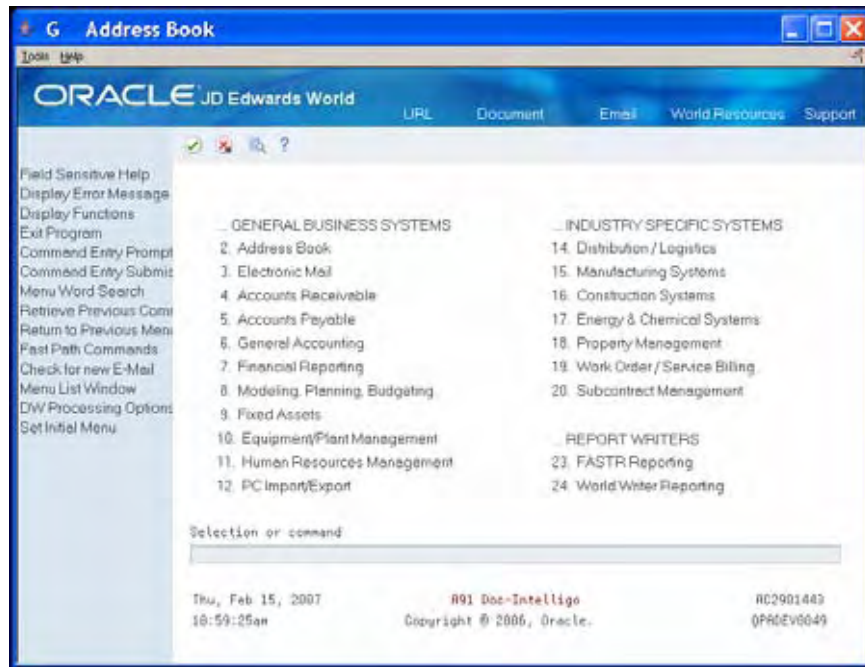 G Address Book
Tools Help
ORACLE JD Edwards World
URL Document Email World Resources Support
?
Field Sensitive Help
Display Error Message
Display Functions
Exit Program
Command Entry Prompt
Command Entry Submis
Menu Word Search
Retrieve Previous Com
Return to Previous Men
Fast Path Commands
Check for new E-Mail
Menu List Window
DW Processing Options
Set Initial Menu
... GENERAL BUSINESS SYSTEMS
2. Address Book
3. Electronic Mail
4. Accounts Receivable
5. Accounts Payable
6. General Accounting
7. Financial Reporting
8. Modeling, Planning, Budgeting
9. Fixed Assets
10. Equipment/Plant Management
11. Human Resources Management
12. PC Import/Export
... INDUSTRY SPECIFIC SYSTEMS
14. Distribution / Logistics
15. Manufacturing Systems
16. Construction Systems
17. Energy & Chemical Systems
18. Property Management
19. Work Order / Service Billing
20. Subcontract Management
... REPORT WRITERS
23. FASTR Reporting
24. World Writer Reporting
Selection or command
Thu, Feb 15, 2007 A91 Doc-Intelligo AC2901443
10:59:25am Copyright © 2006, Oracle. QPADEV0049